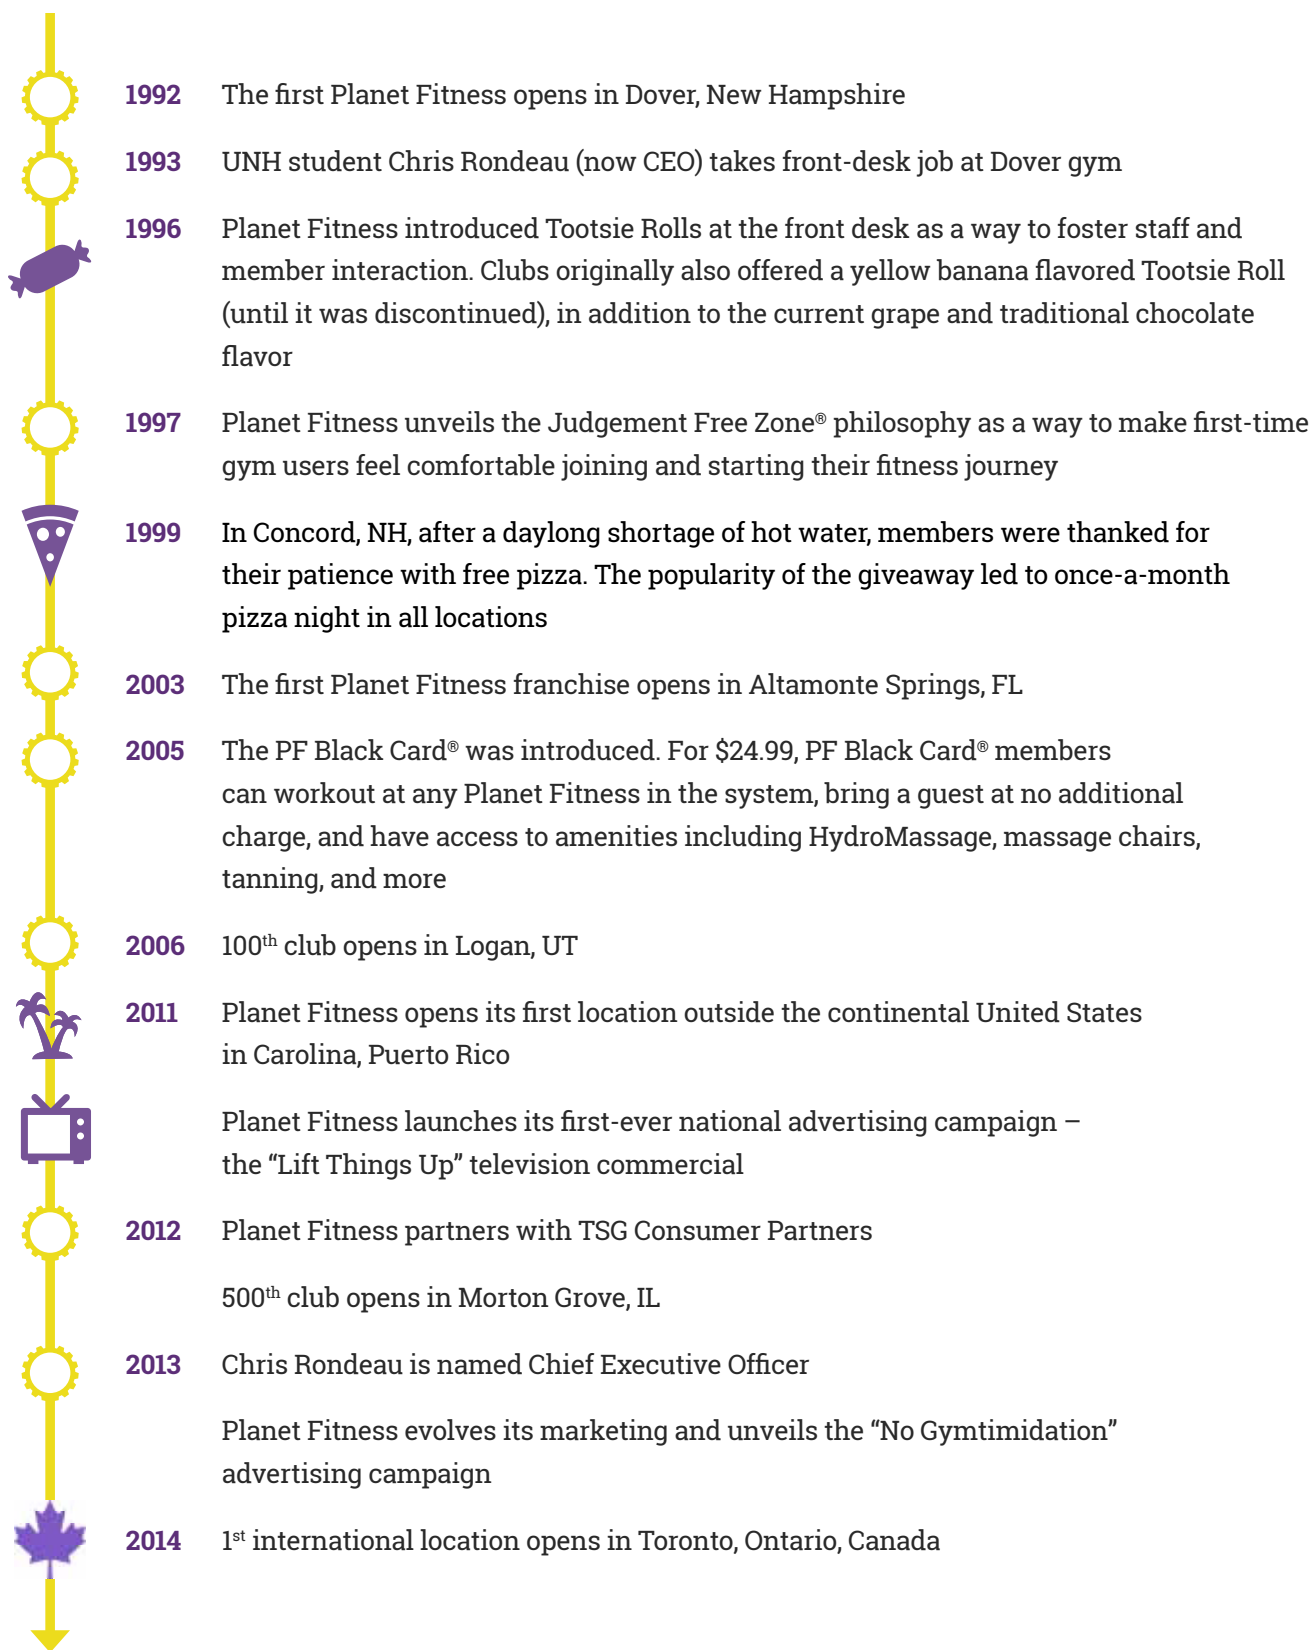 1992 The first Planet Fitness opens in Dover, New Hampshire
1993 UNH student Chris Rondeau (now CEO) takes front-desk job at Dover gym
1996 Planet Fitness introduced Tootsie Rolls at the front desk as a way to foster staff and
member interaction. Clubs originally also offered a yellow banana flavored Tootsie Roll
(until it was discontinued), in addition to the current grape and traditional chocolate
flavor
1997 Planet Fitness unveils the Judgement Free Zone® philosophy as a way to make first-time
gym users feel comfortable joining and starting their fitness journey
1999 In Concord, NH, after a daylong shortage of hot water, members were thanked for
their patience with free pizza. The popularity of the giveaway led to once-a-month
pizza night in all locations
2003 The first Planet Fitness franchise opens in Altamonte Springs, FL
2005 The PF Black Card® was introduced. For $24.99, PF Black Card® members
can workout at any Planet Fitness in the system, bring a guest at no additional
charge, and have access to amenities including HydroMassage, massage chairs,
tanning, and more
2006 100th club opens in Logan, UT
2011 Planet Fitness opens its first location outside the continental United States
in Carolina, Puerto Rico
Planet Fitness launches its first-ever national advertising campaign –
the “Lift Things Up” television commercial
2012 Planet Fitness partners with TSG Consumer Partners
500th club opens in Morton Grove, IL
2013 Chris Rondeau is named Chief Executive Officer
Planet Fitness evolves its marketing and unveils the “No Gymtimidation”
advertising campaign
2014 1st international location opens in Toronto, Ontario, Canada